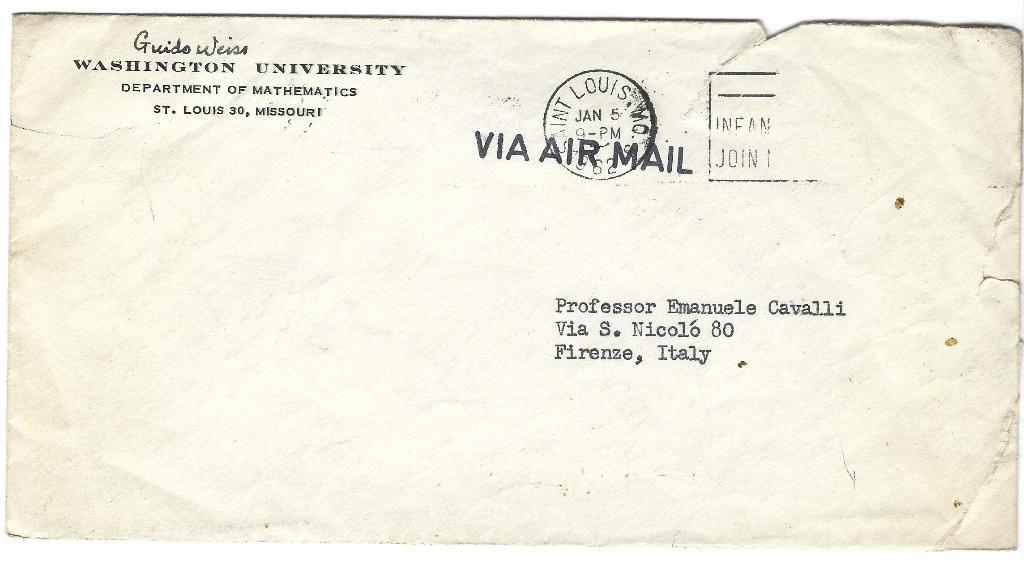 Guido Weiss
WASHINGTON UNIVERSITY
DEPARTMENT OF MATHEMATICS
ST. LOUIS 30, MISSOURI
SAINT LOUIS, MO.
JAN 5
9-PM
1962
VIA AIR MAIL
INFAN
JOIN
Professor Emanuele Cavalli
Via S. Nicoló 80
Firenze, Italy